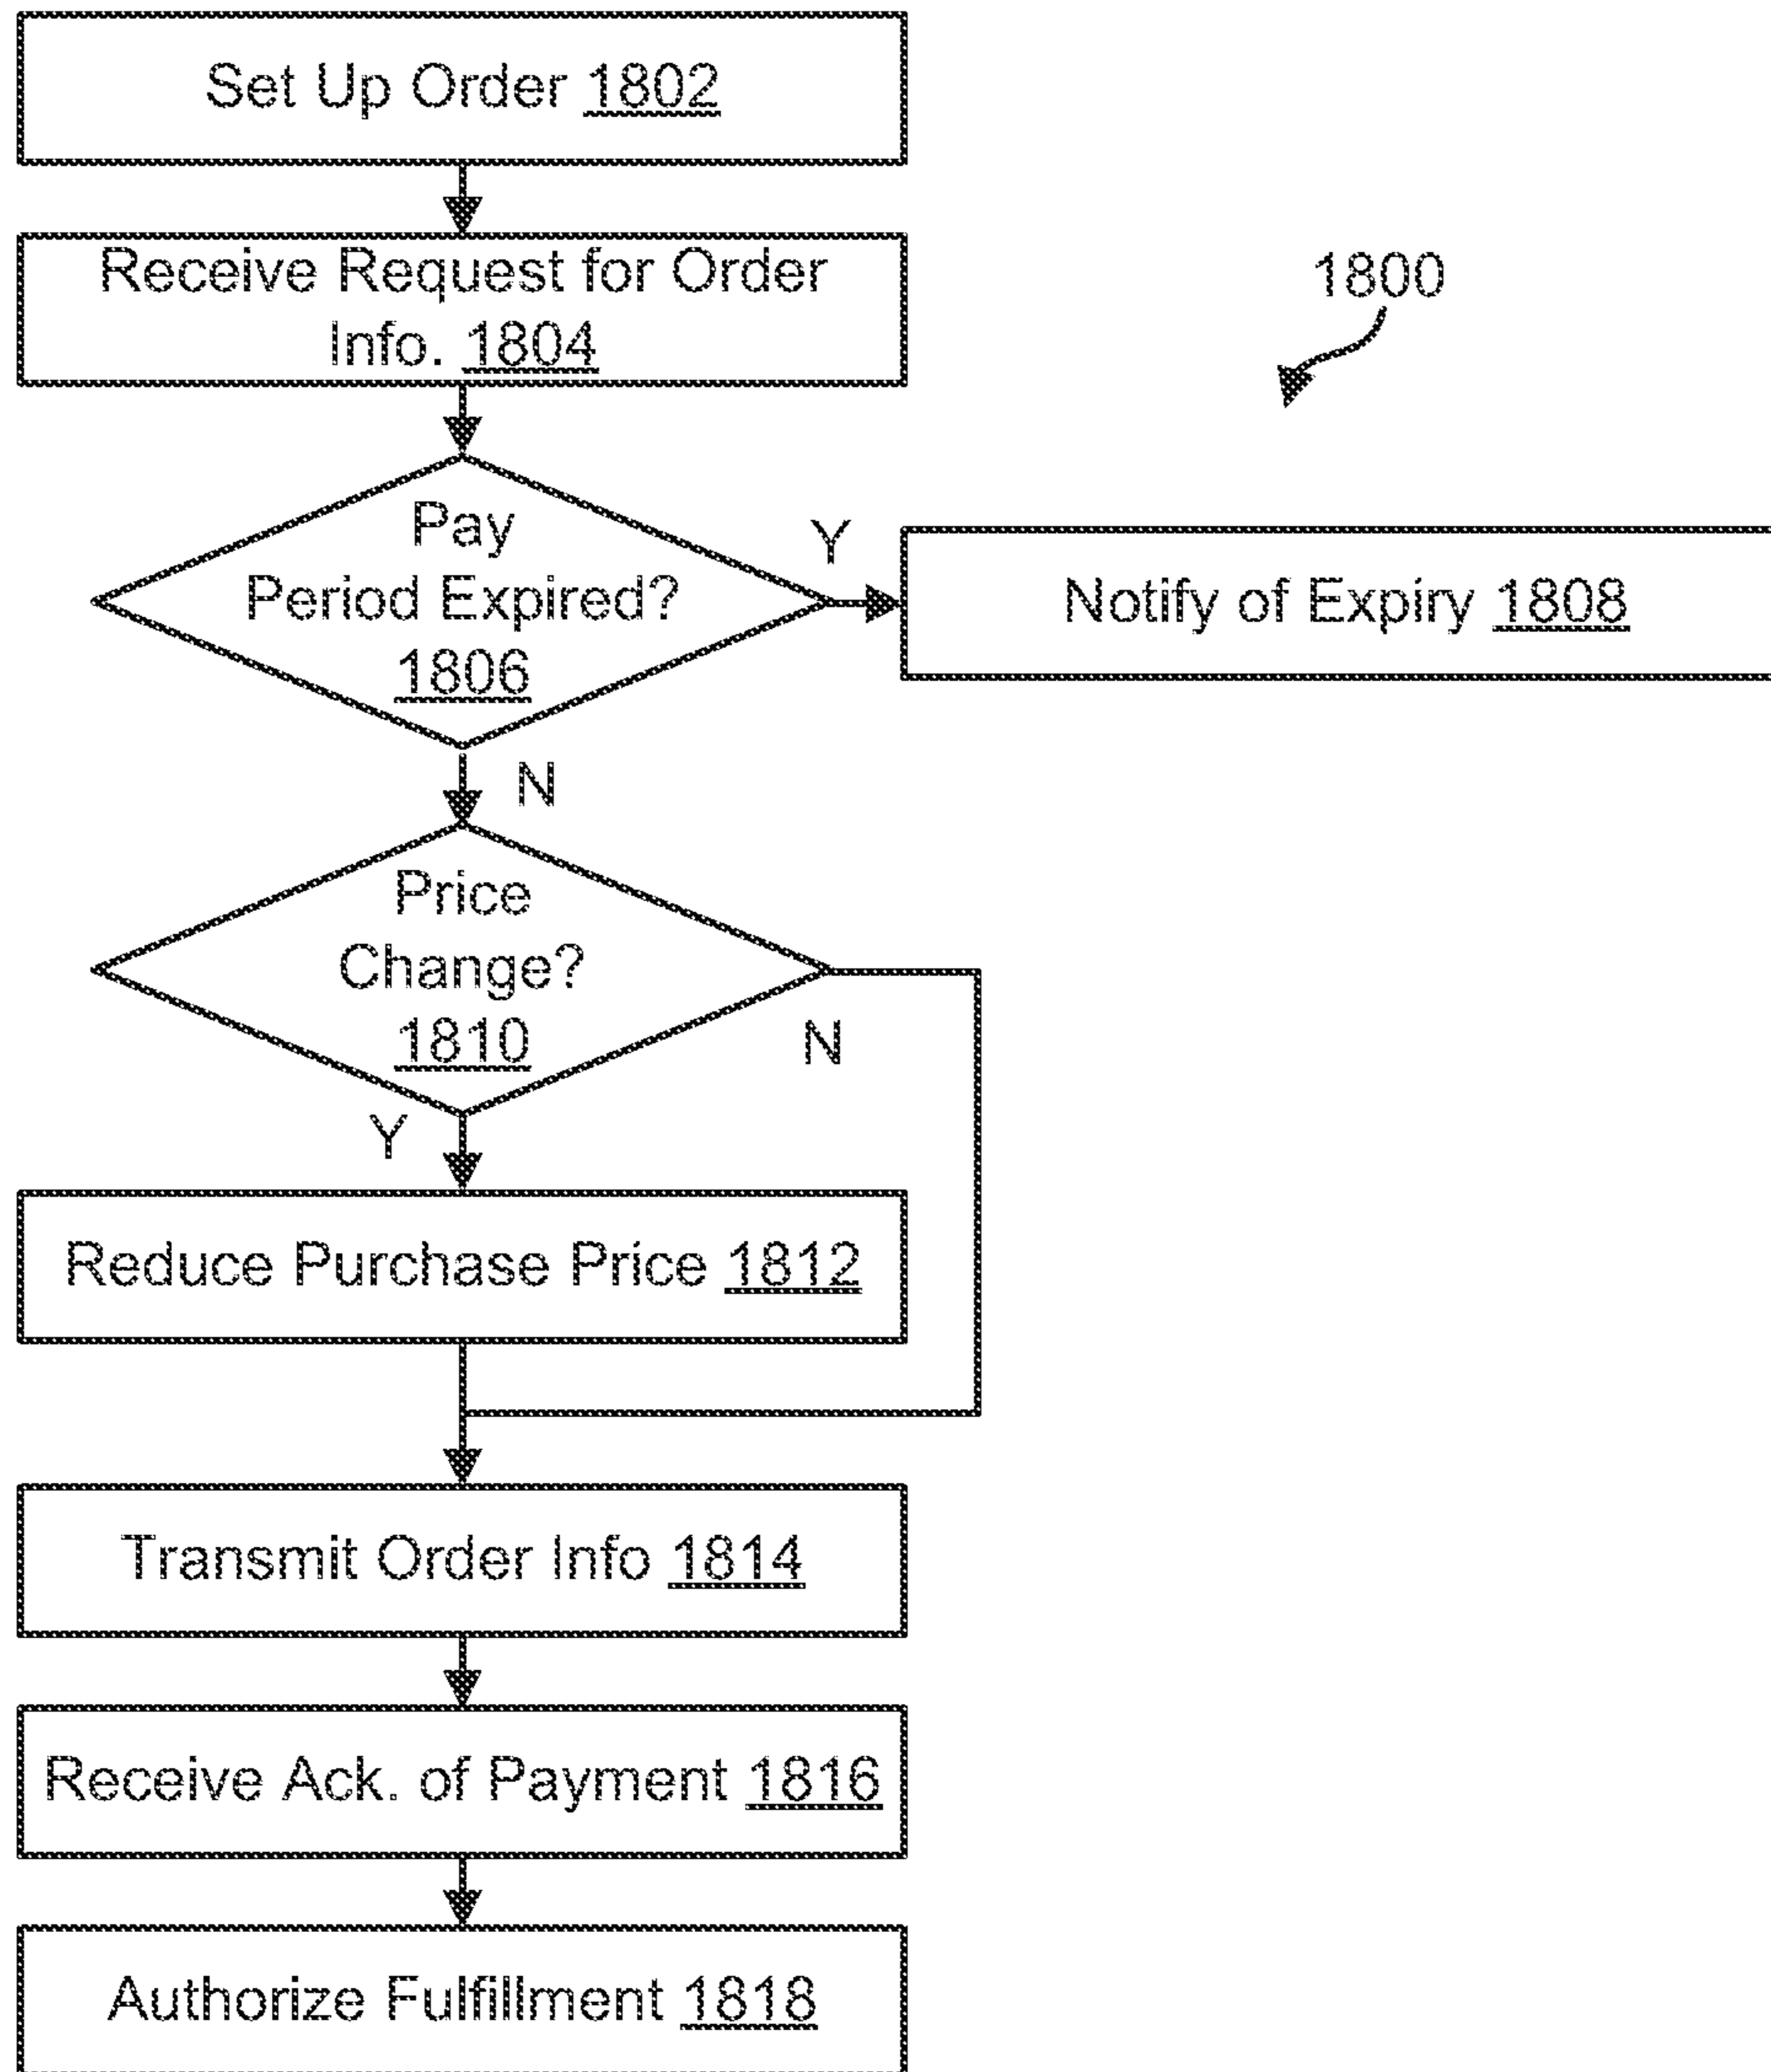 Set Up Order 1802
Receive Request for Order
Info. 1804
1800
Pay
Period Expired?
1806
Y
Notify of Expiry 1808
N
Price
Change?
1810
N
Y
Reduce Purchase Price 1812
Transmit Order Info 1814
Receive Ack. of Payment 1816
Authorize Fulfillment 1818